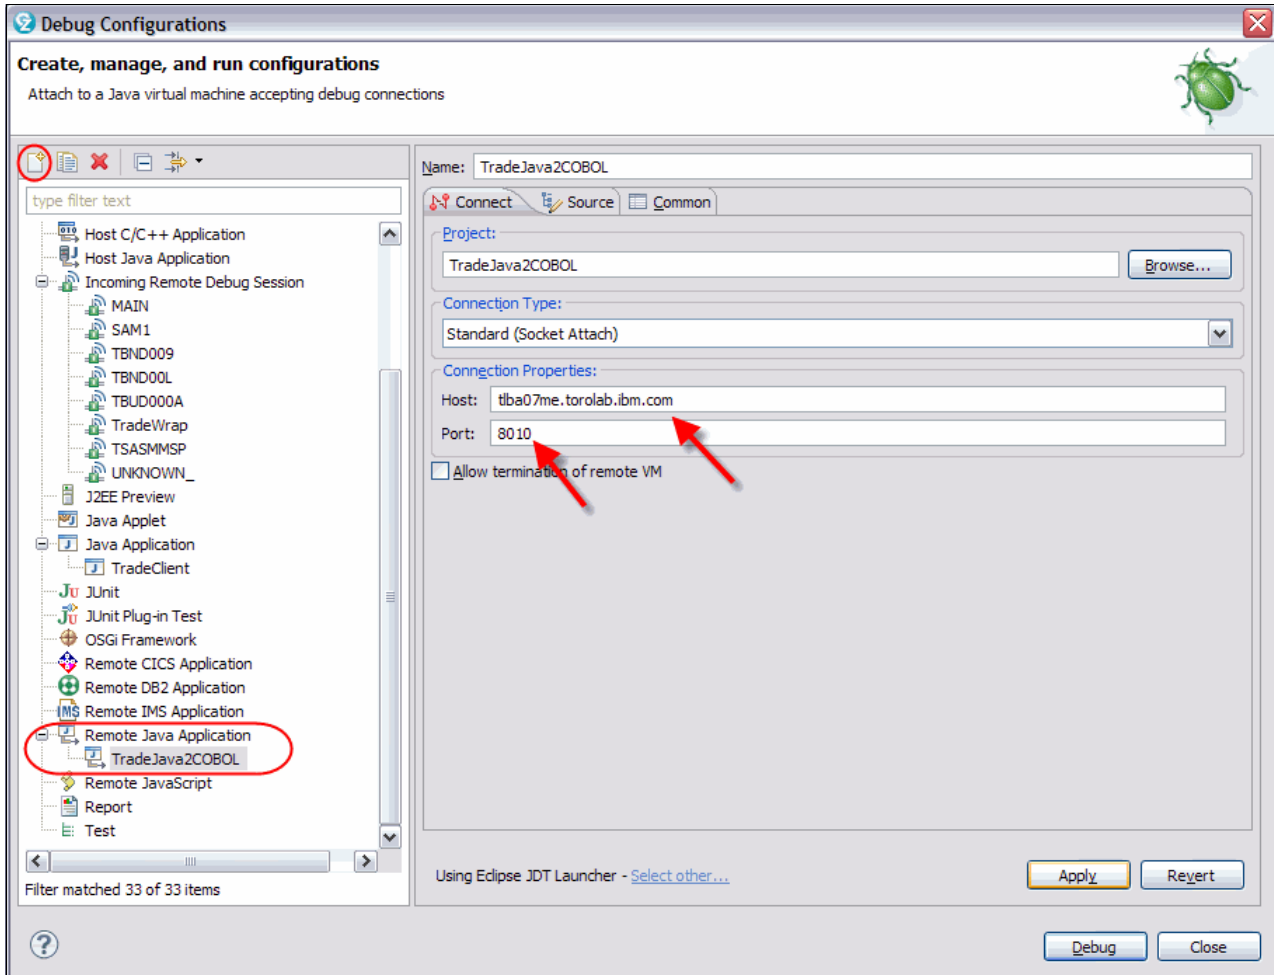 Debug Configurations
Create, manage, and run configurations
Attach to a Java virtual machine accepting debug connections
type filter text
Host C/C++ Application
Host Java Application
Incoming Remote Debug Session
MAIN
SAM1
TBND009
TBND00L
TBUD000A
TradeWrap
TSASMMSP
UNKNOWN_
J2EE Preview
Java Applet
Java Application
TradeClient
JUnit
JUnit Plug-in Test
OSGi Framework
Remote CICS Application
Remote DB2 Application
Remote IMS Application
Remote Java Application
TradeJava2COBOL
Remote JavaScript
Report
Test
Filter matched 33 of 33 items
Name: TradeJava2COBOL
Connect Source Common
Project:
TradeJava2COBOL Browse...
Connection Type:
Standard (Socket Attach)
Connection Properties:
Host: tlba07me.torolab.ibm.com
Port: 8010
Allow termination of remote VM
Using Eclipse JDT Launcher - Select other...
Apply Revert
Debug Close